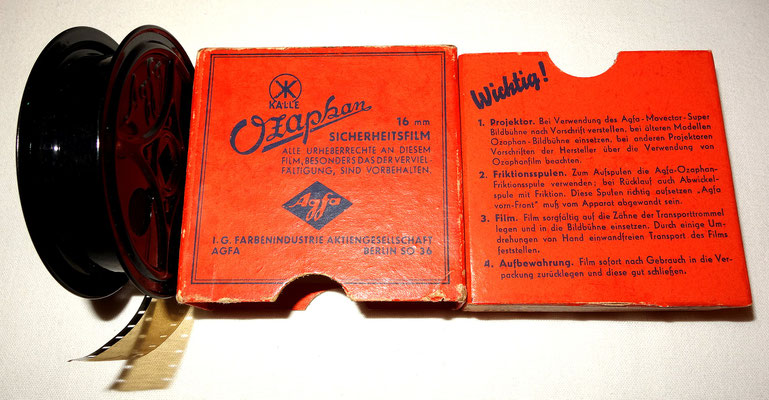 KALLE
Ozaphan
16 mm
SICHERHEITSFILM
ALLE URHEBERRECHTE AN DIESEM
FILM, BESONDERS DAS DER VERVIEL-
FÄLTIGUNG, SIND VORBEHALTEN.
Agfa
I. G. FARBENINDUSTRIE AKTIENGESELLSCHAFT
AGFA BERLIN SO 36
Wichtig!
1. Projektor. Bei Verwendung des Agfa-Movector-Super
Bildbühne nach Vorschrift verstellen, bei älteren Modellen
Ozaphan-Bildbühne einsetzen, bei anderen Projektoren
Vorschriften der Hersteller über die Verwendung von
Ozaphanfilm beachten.
2. Friktionsspulen. Zum Aufspulen die Agfa-Ozaphan-
Friktionsspule verwenden; bei Rücklauf auch Abwickel-
spule mit Friktion. Diese Spulen richtig aufsetzen „Agfa
vorn-Front" muß vom Apparat abgewandt sein.
3. Film. Film sorgfältig auf die Zähne der Transporttrommel
legen und in die Bildbühne einsetzen. Durch einige Um-
drehungen von Hand einwandfreien Transport des Films
feststellen.
4. Aufbewahrung. Film sofort nach Gebrauch in die Ver-
packung zurücklegen und diese gut schließen.